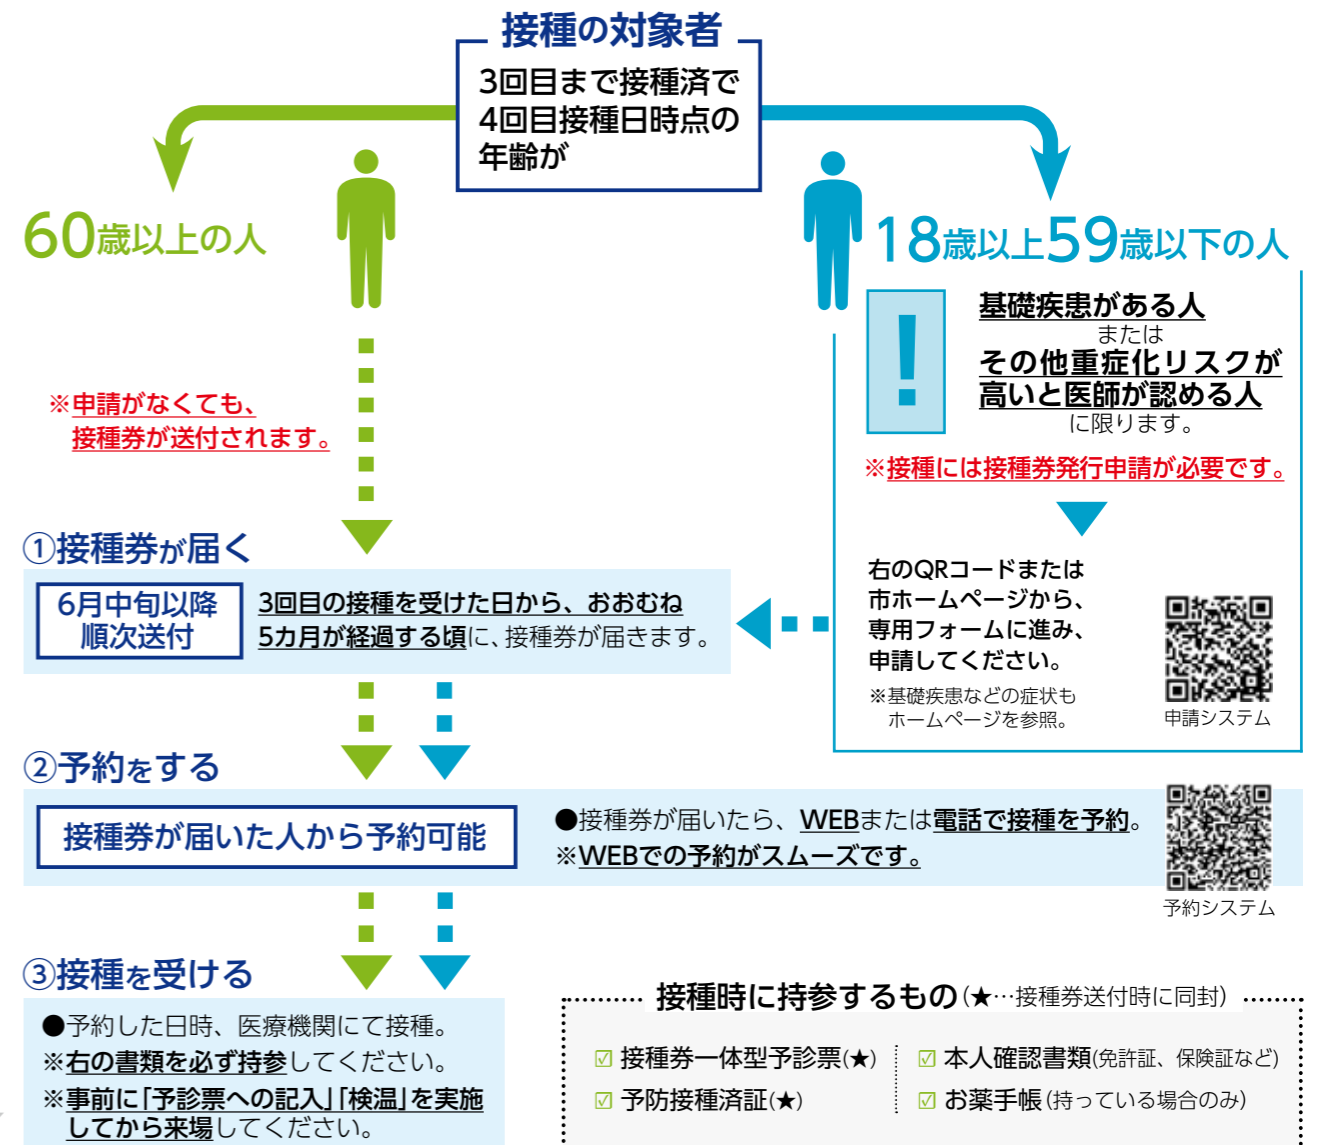 接種の対象者
3回目まで接種済で
4回目接種日時点の
年齢が
60歳以上の人
※申請がなくても、
接種券が送付されます。
18歳以上59歳以下の人
!
基礎疾患がある人
または
その他重症化リスクが
高いと医師が認める人
に限ります。
※接種には接種券発行申請が必要です。
右のQRコードまたは
市ホームページから、
専用フォームに進み、
申請してください。
※基礎疾患などの症状も
ホームページを参照。
申請システム
①接種券が届く
6月中旬以降
順次送付
3回目の接種を受けた日から、おおむね
5カ月が経過する頃に、接種券が届きます。
②予約をする
接種券が届いた人から予約可能
●接種券が届いたら、WEBまたは電話で接種を予約。
※WEBでの予約がスムーズです。
予約システム
③接種を受ける
●予約した日時、医療機関にて接種。
※右の書類を必ず持参してください。
※事前に「予診票への記入」「検温」を実施
してから来場してください。
接種時に持参するもの(★…接種券送付時に同封)
☑ 接種券一体型予診票(★)
☑ 予防接種済証(★)
☑ 本人確認書類(免許証、保険証など)
☑ お薬手帳(持っている場合のみ)